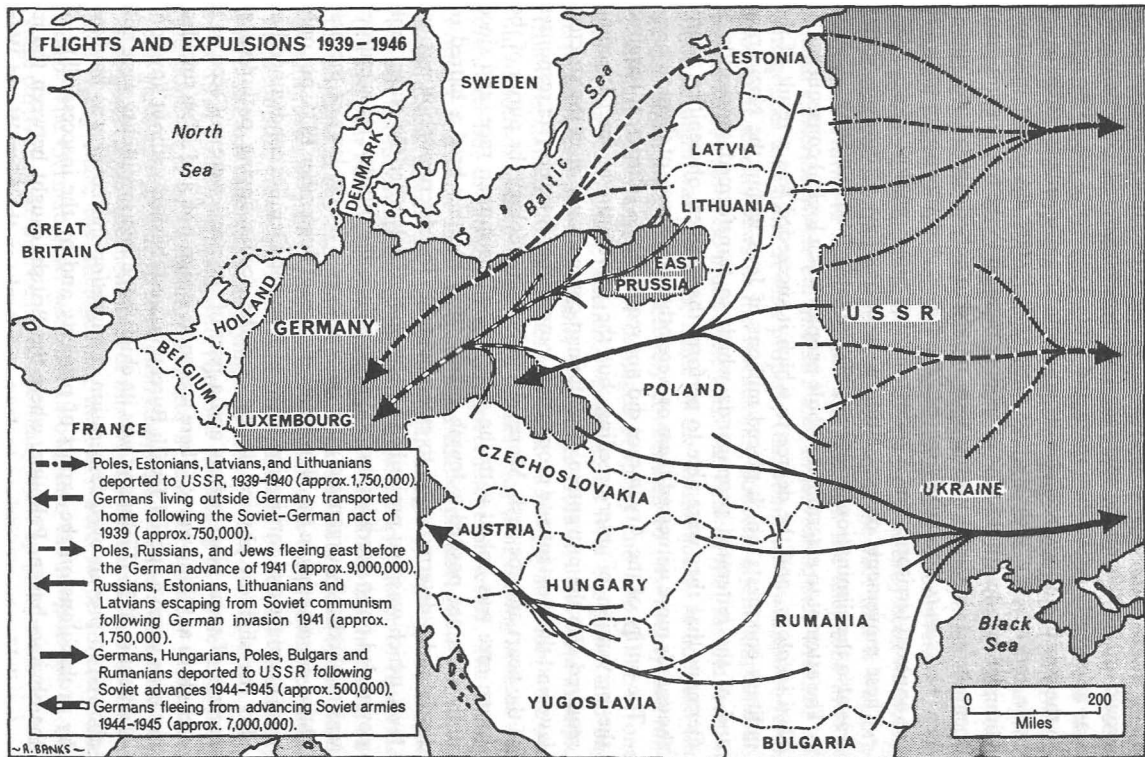 FLIGHTS AND EXPULSIONS 1939–1946
North
Sea
SWEDEN
Baltic Sea
ESTONIA
LATVIA
LITHUANIA
DENMARK
GREAT
BRITAIN
HOLLAND
BELGIUM
LUXEMBOURG
FRANCE
GERMANY
EAST
PRUSSIA
POLAND
USSR
UKRAINE
CZECHOSLOVAKIA
AUSTRIA
HUNGARY
RUMANIA
YUGOSLAVIA
BULGARIA
Black
Sea
0 200
Miles
Poles, Estonians, Latvians, and Lithuanians
deported to USSR, 1939–1940 (approx. 1,750,000).
Germans living outside Germany transported
home following the Soviet–German pact of
1939 (approx. 750,000).
Poles, Russians, and Jews fleeing east before
the German advance of 1941 (approx. 9,000,000).
Russians, Estonians, Lithuanians and
Latvians escaping from Soviet communism
following German invasion 1941 (approx.
1,750,000).
Germans, Hungarians, Poles, Bulgars and
Rumanians deported to USSR following
Soviet advances 1944–1945 (approx. 500,000).
Germans fleeing from advancing Soviet armies
1944–1945 (approx. 7,000,000).
~A.BANKS~